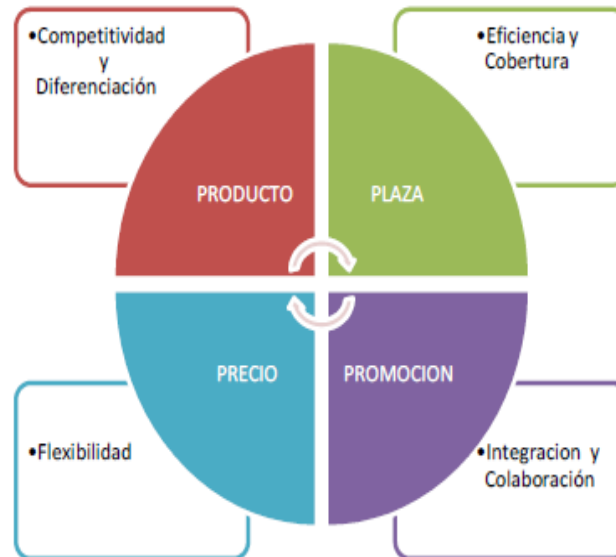 •Competitividad
y
Diferenciación
•Eficiencia y
Cobertura
PRODUCTO
PLAZA
PRECIO
PROMOCION
•Flexibilidad
•Integracion y
Colaboración